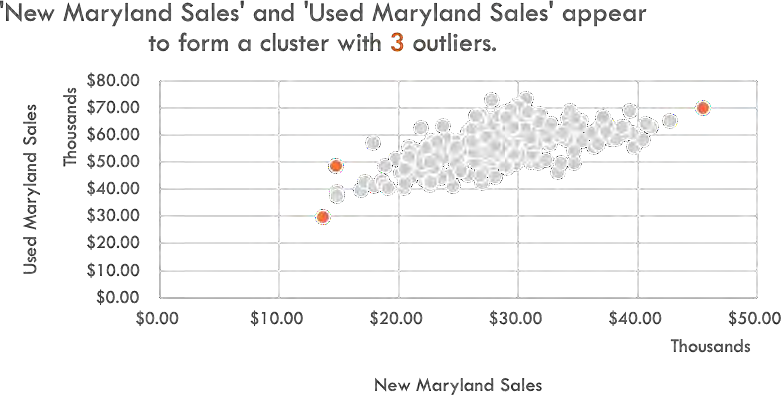 'New Maryland Sales' and 'Used Maryland Sales' appear
to form a cluster with 3 outliers.
Used Maryland Sales
Thousands
$80.00
$70.00
$60.00
$50.00
$40.00
$30.00
$20.00
$10.00
$0.00
$0.00 $10.00 $20.00 $30.00 $40.00 $50.00
Thousands
New Maryland Sales